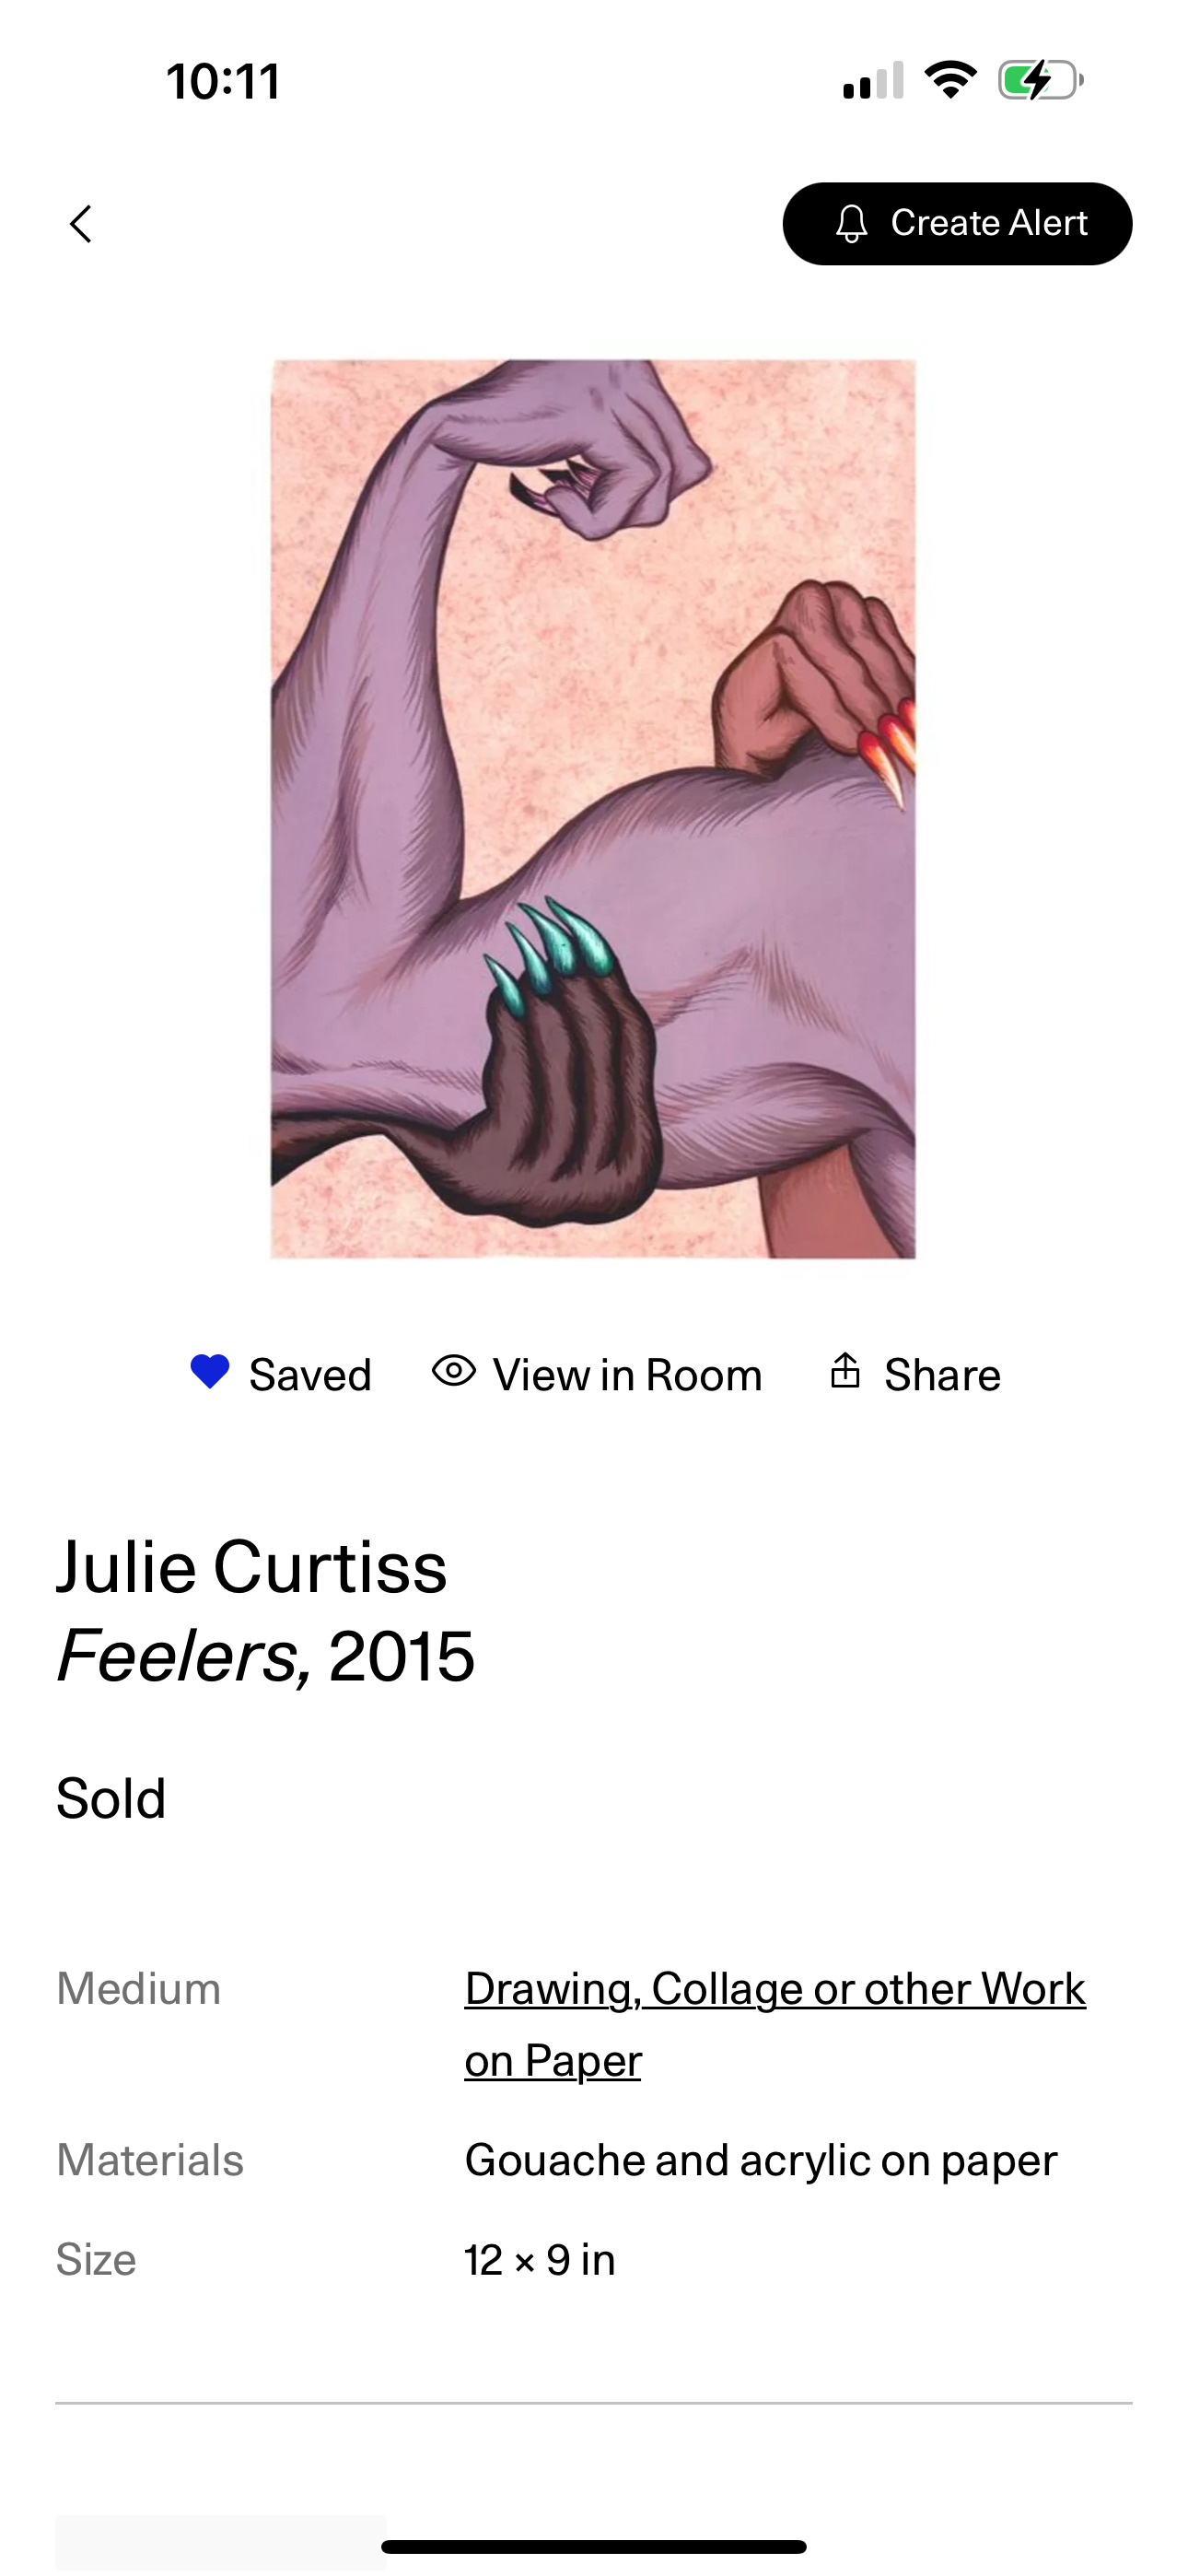 10:11
Create Alert
Saved View in Room Share
Julie Curtiss
Feelers, 2015
Sold
Medium Drawing, Collage or other Work
on Paper
Materials Gouache and acrylic on paper
Size 12 × 9 in